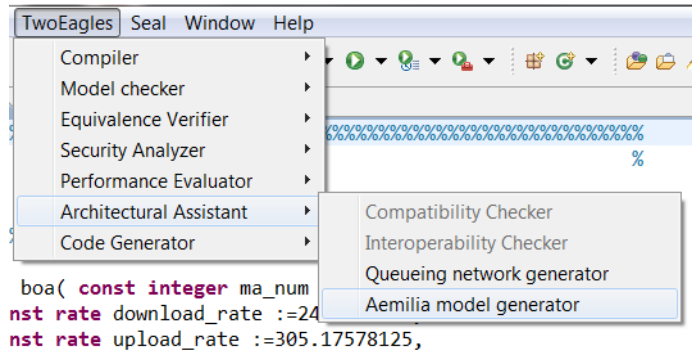 TwoEagles Seal Window Help
Compiler
Model checker
Equivalence Verifier
%%%%%%%%%%%%%%%%%%%%%%%%%%
Security Analyzer
%
Performance Evaluator
Architectural Assistant
Compatibility Checker
Code Generator
Interoperability Checker
Queueing network generator
boa( const integer ma_num
Aemilia model generator
nst rate download_rate :=24
nst rate upload_rate :=305.17578125,